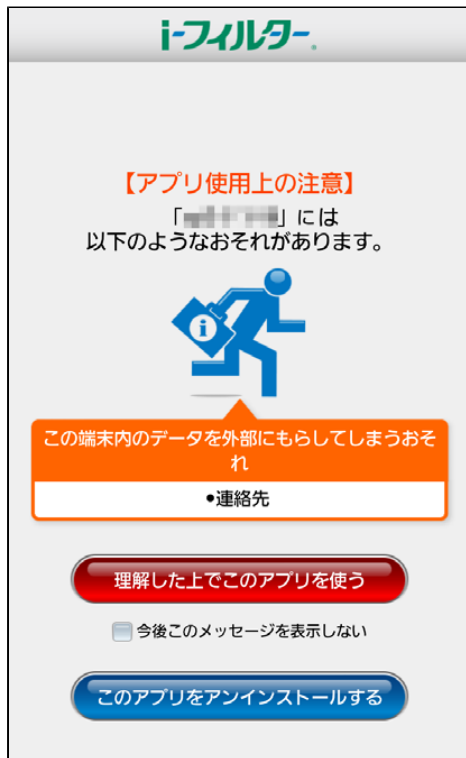 i-フィルター®
【アプリ使用上の注意】
「」には
以下のようなおそれがあります。
i
この端末内のデータを外部にもらしてしまうおそ
れ
•連絡先
理解した上でこのアプリを使う
今後このメッセージを表示しない
このアプリをアンインストールする